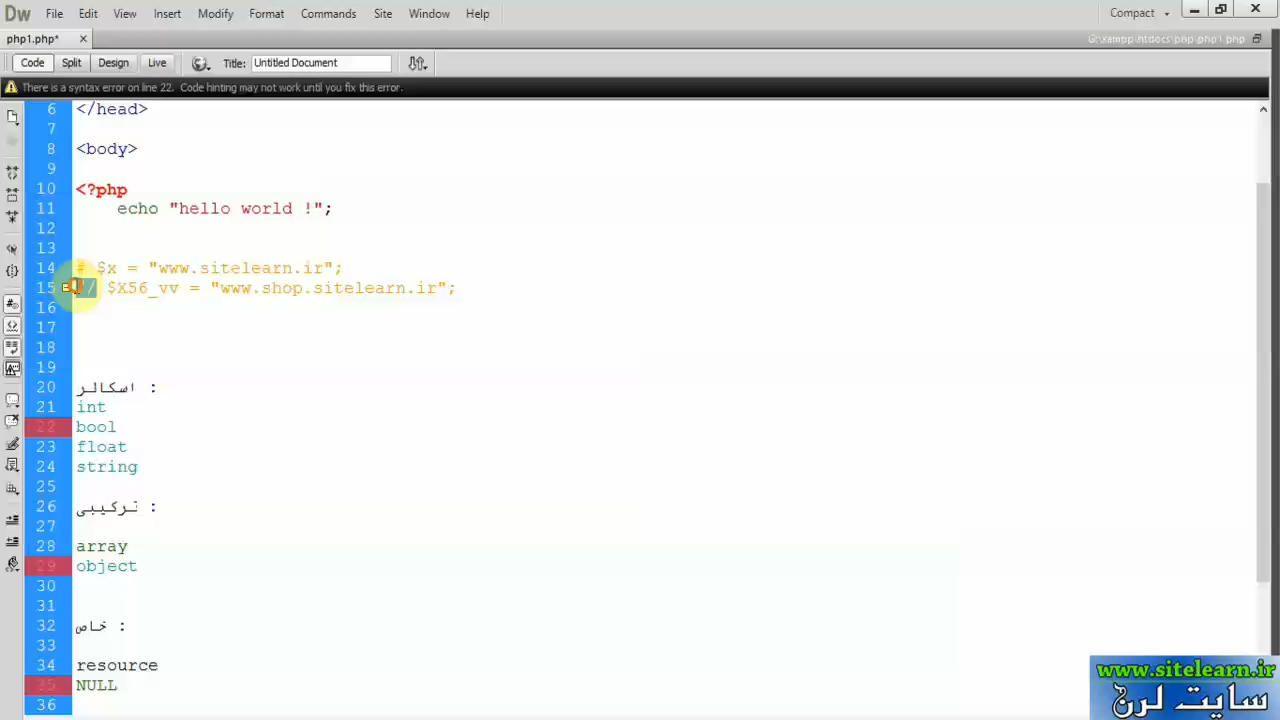 Dw File Edit View Insert Modify Format Commands Site Window Help Compact
php1.php* G:\xampp\htdocs\php\php1.php
Code Split Design Live Title: Untitled Document
There is a syntax error on line 22. Code hinting may not work until you fix this error.
6 </head>
7
8 <body>
9
10 <?php
11 echo "hello world !";
12
13
14 # $x = "www.sitelearn.ir";
15 // $X56_vv = "www.shop.sitelearn.ir";
16
17
18
19
20 اسکالر :
21 int
22 bool
23 float
24 string
25
26 ترکیبی :
27
28 array
29 object
30
31
32 خاص :
33
34 resource
35 NULL
36
www.sitelearn.ir
سایت لرن